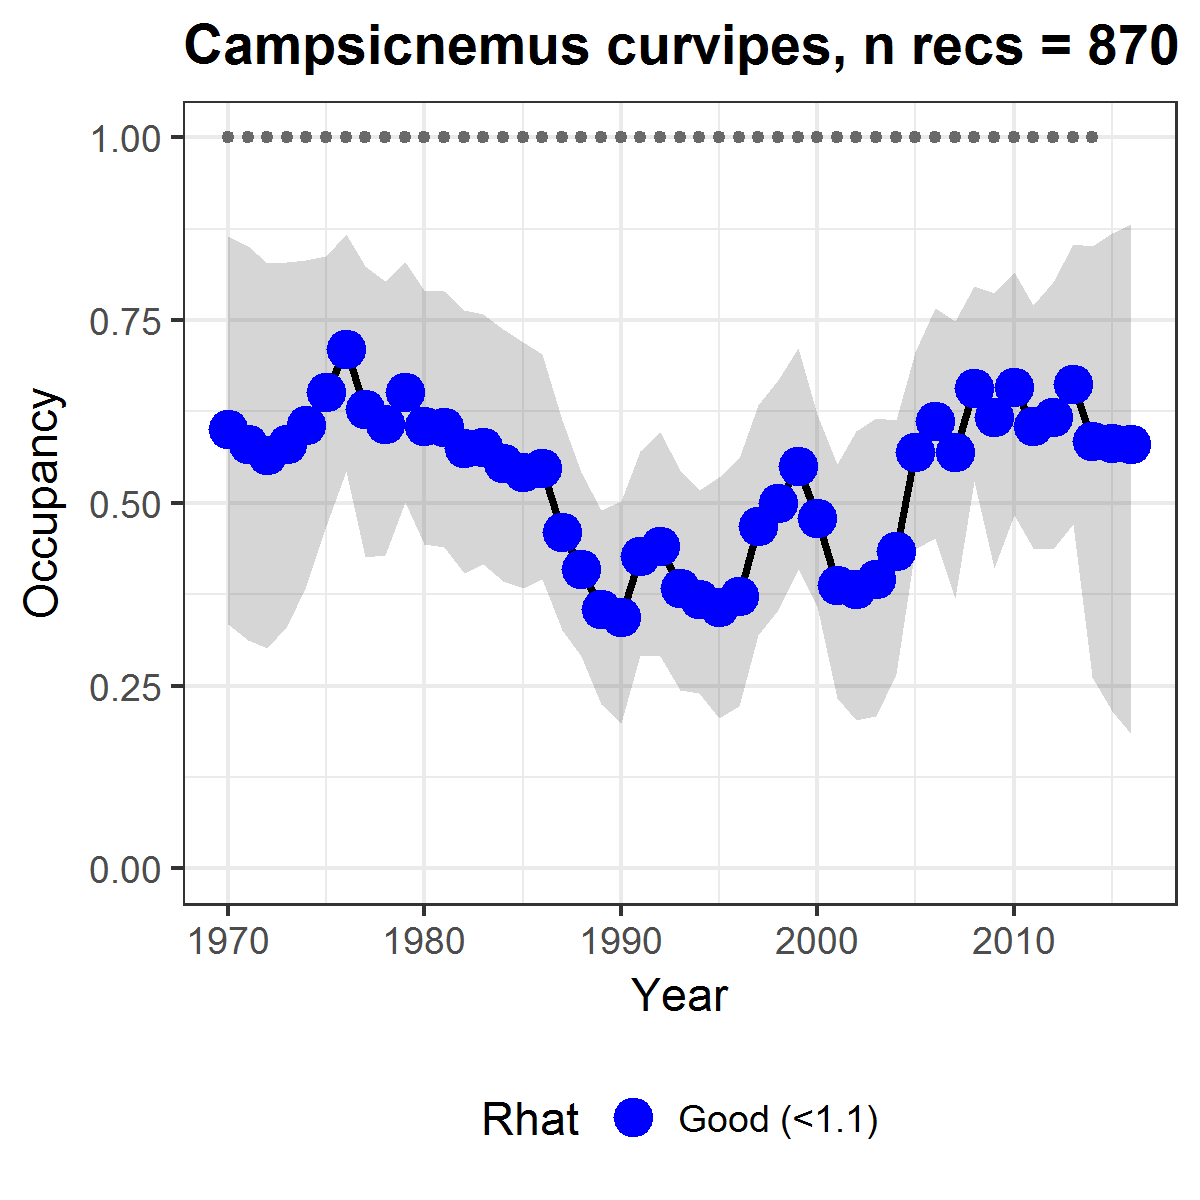 Campsicnemus curvipes, n recs = 870
1.00
0.75
0.50
0.25
0.00
Occupancy
1970 1980 1990 2000 2010
Year
Rhat Good (<1.1)